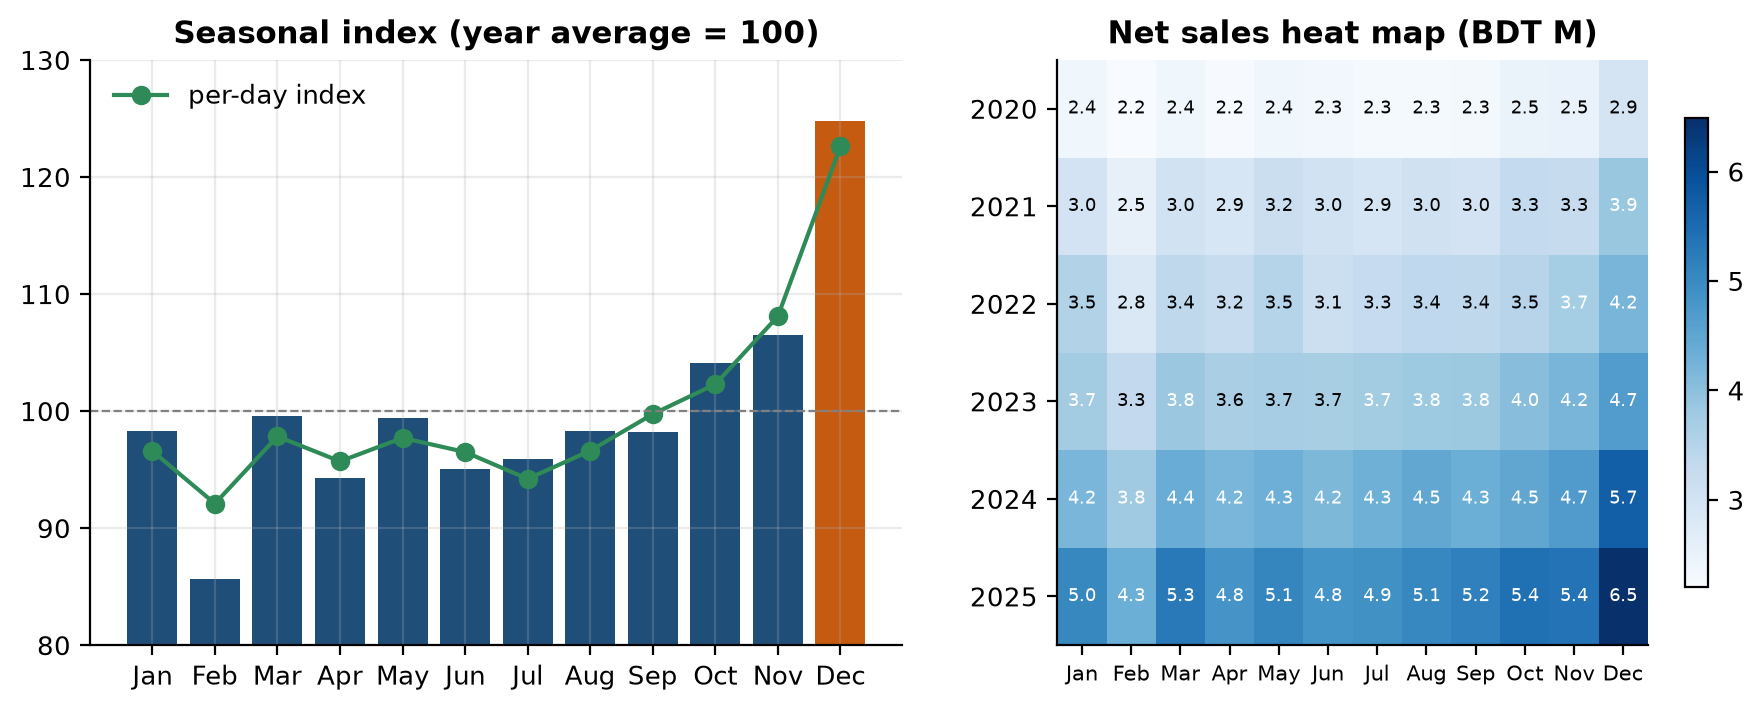 Seasonal index (year average = 100)
130
120
110
100
90
80
per-day index
Jan Feb Mar Apr May Jun Jul Aug Sep Oct Nov Dec
Net sales heat map (BDT M)
2020 2.4 2.2 2.4 2.2 2.4 2.3 2.3 2.3 2.3 2.5 2.5 2.9
2021 3.0 2.5 3.0 2.9 3.2 3.0 2.9 3.0 3.0 3.3 3.3 3.9
2022 3.5 2.8 3.4 3.2 3.5 3.1 3.3 3.4 3.4 3.5 3.7 4.2
2023 3.7 3.3 3.8 3.6 3.7 3.7 3.7 3.8 3.8 4.0 4.2 4.7
2024 4.2 3.8 4.4 4.2 4.3 4.2 4.3 4.5 4.3 4.5 4.7 5.7
2025 5.0 4.3 5.3 4.8 5.1 4.8 4.9 5.1 5.2 5.4 5.4 6.5
Jan Feb Mar Apr May Jun Jul Aug Sep Oct Nov Dec
6
5
4
3